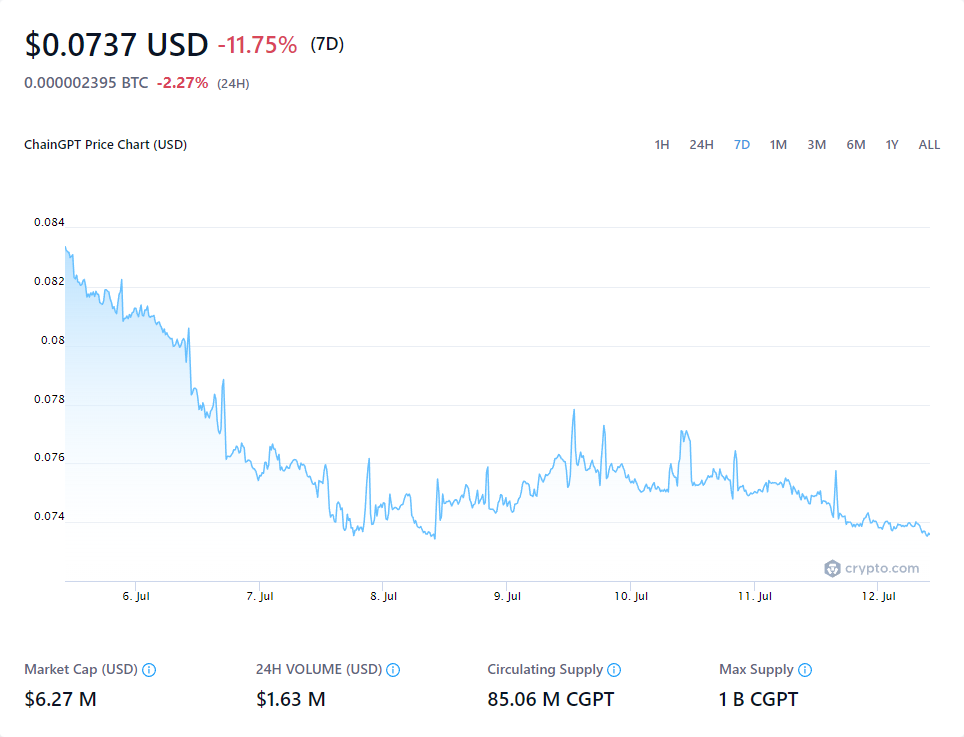 $0.0737 USD -11.75% (7D)
0.000002395 BTC -2.27% (24H)
ChainGPT Price Chart (USD) 1H 24H 7D 1M 3M 6M 1Y ALL
0.084
0.082
0.08
0.078
0.076
0.074
crypto.com
6. Jul 7. Jul 8. Jul 9. Jul 10. Jul 11. Jul 12. Jul
Market Cap (USD) 24H VOLUME (USD) Circulating Supply Max Supply
$6.27 M $1.63 M 85.06 M CGPT 1 B CGPT